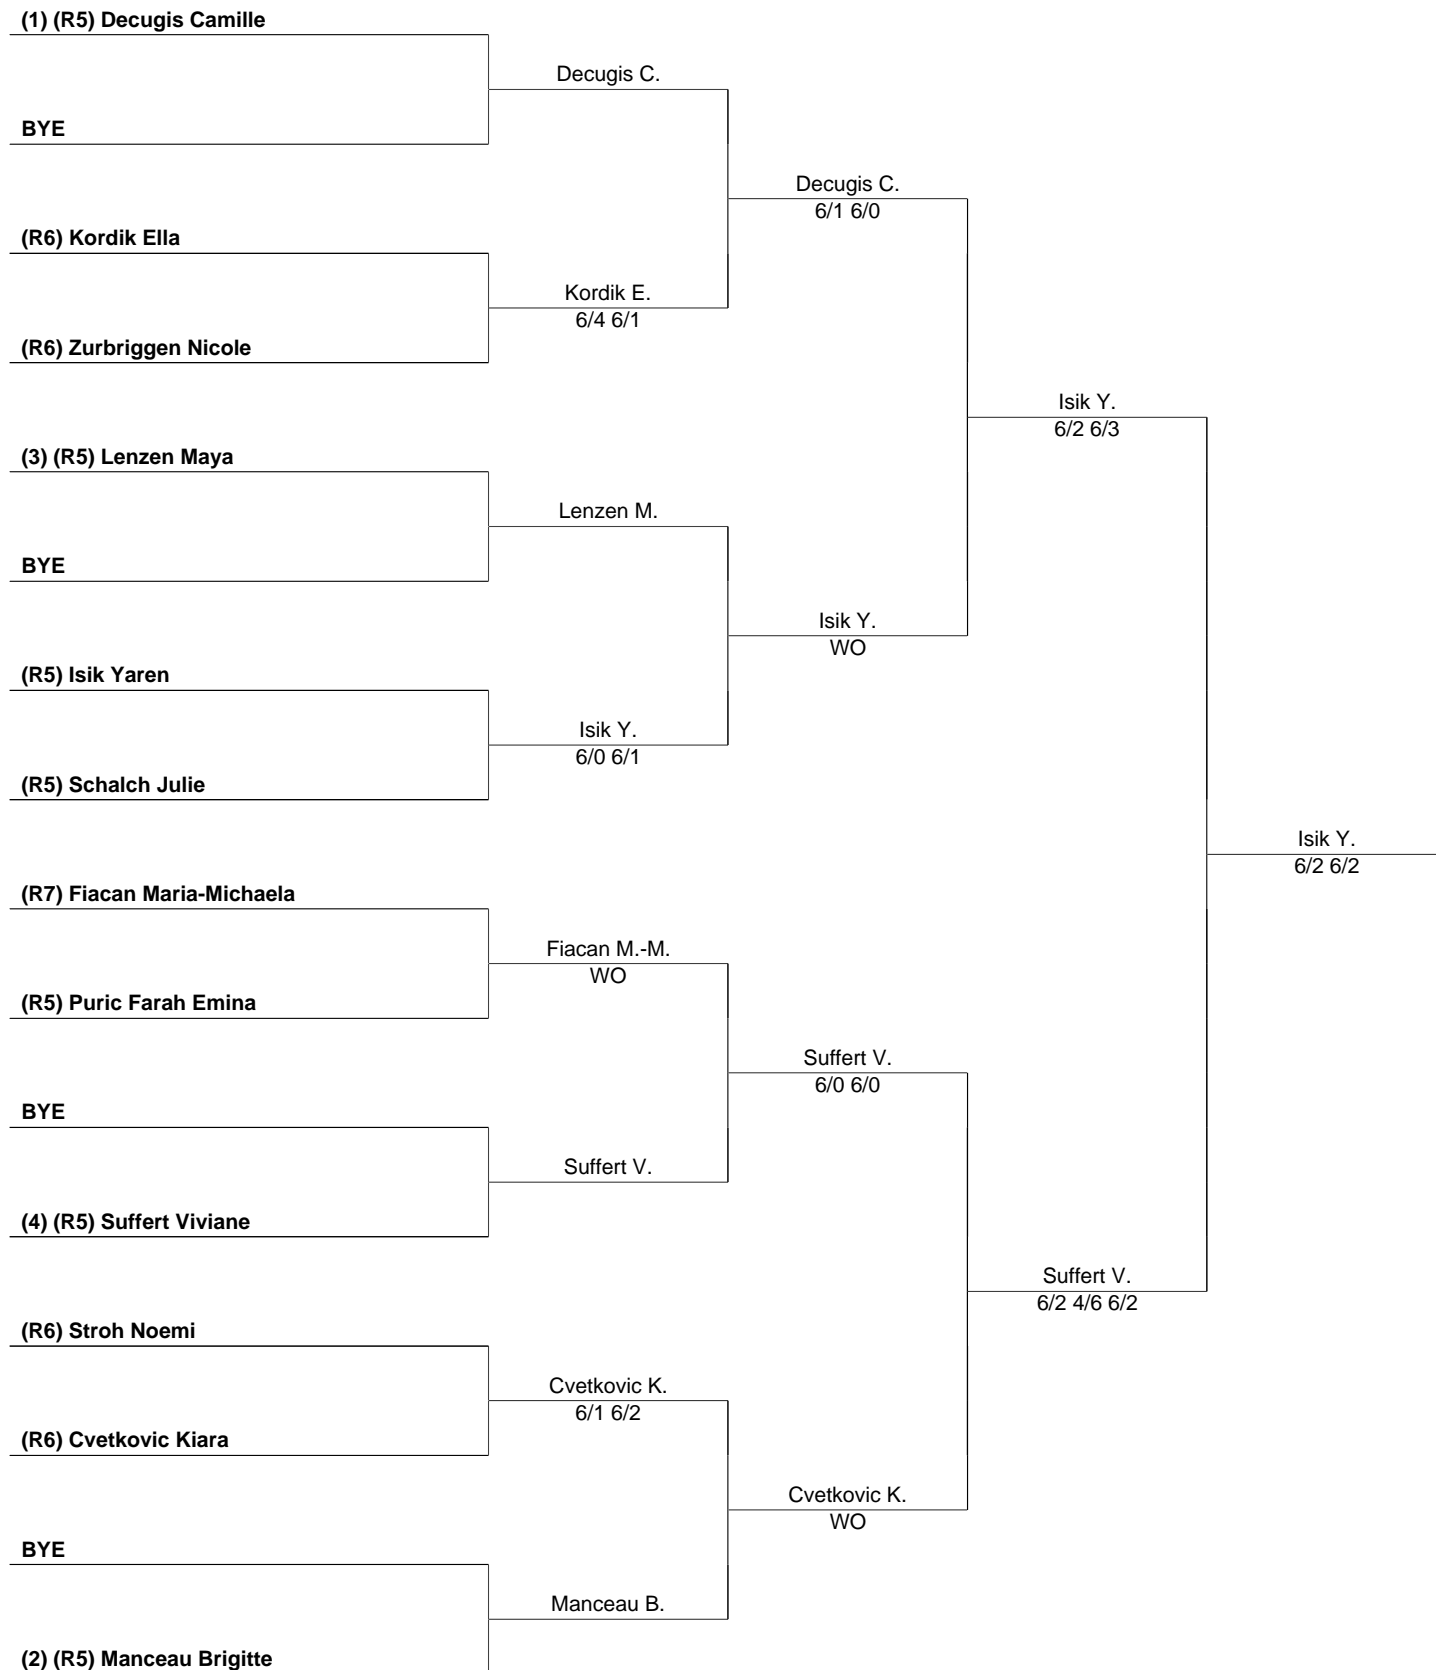 (1) (R5) Decugis Camille
Decugis C.
BYE
Decugis C.
6/1 6/0
(R6) Kordik Ella
Kordik E.
6/4 6/1
(R6) Zurbriggen Nicole
Isik Y.
6/2 6/3
(3) (R5) Lenzen Maya
Lenzen M.
BYE
Isik Y.
WO
(R5) Isik Yaren
Isik Y.
6/0 6/1
(R5) Schalch Julie
Isik Y.
6/2 6/2
(R7) Fiacan Maria-Michaela
Fiacan M.-M.
WO
(R5) Puric Farah Emina
Suffert V.
6/0 6/0
BYE
Suffert V.
(4) (R5) Suffert Viviane
Suffert V.
6/2 4/6 6/2
(R6) Stroh Noemi
Cvetkovic K.
6/1 6/2
(R6) Cvetkovic Kiara
Cvetkovic K.
WO
BYE
Manceau B.
(2) (R5) Manceau Brigitte